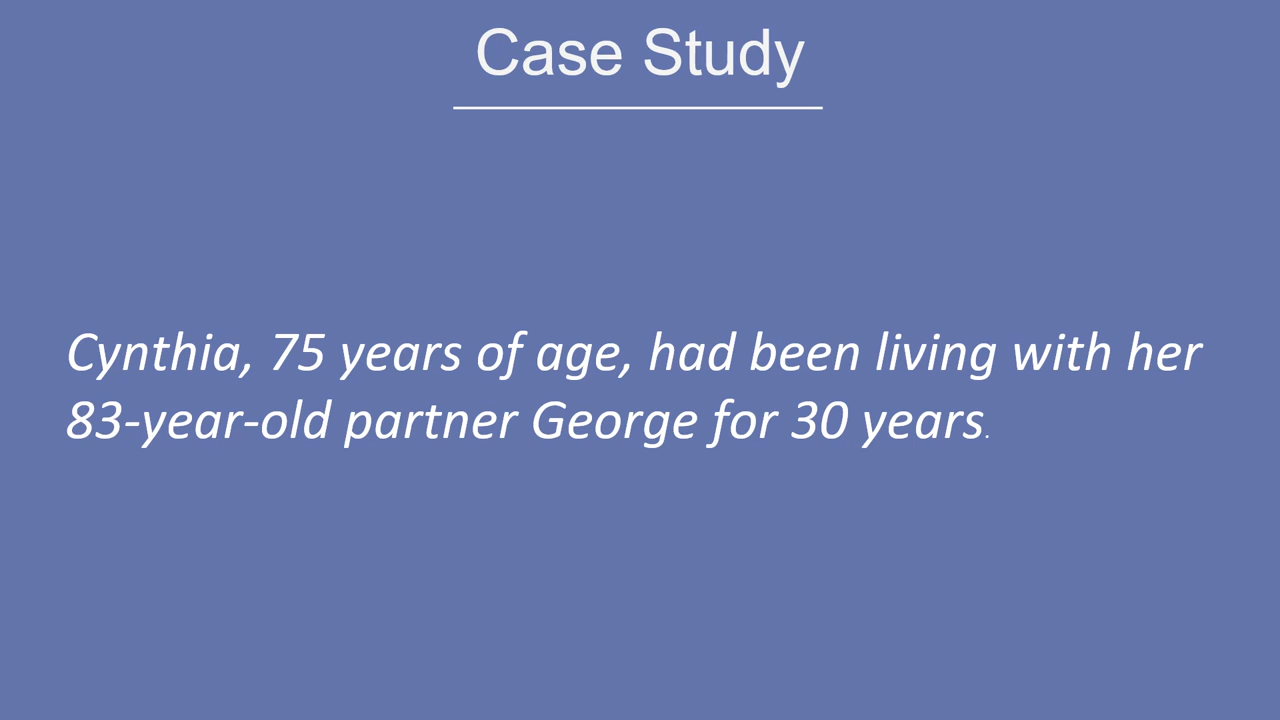 Case Study
Cynthia, 75 years of age, had been living with her
83-year-old partner George for 30 years.